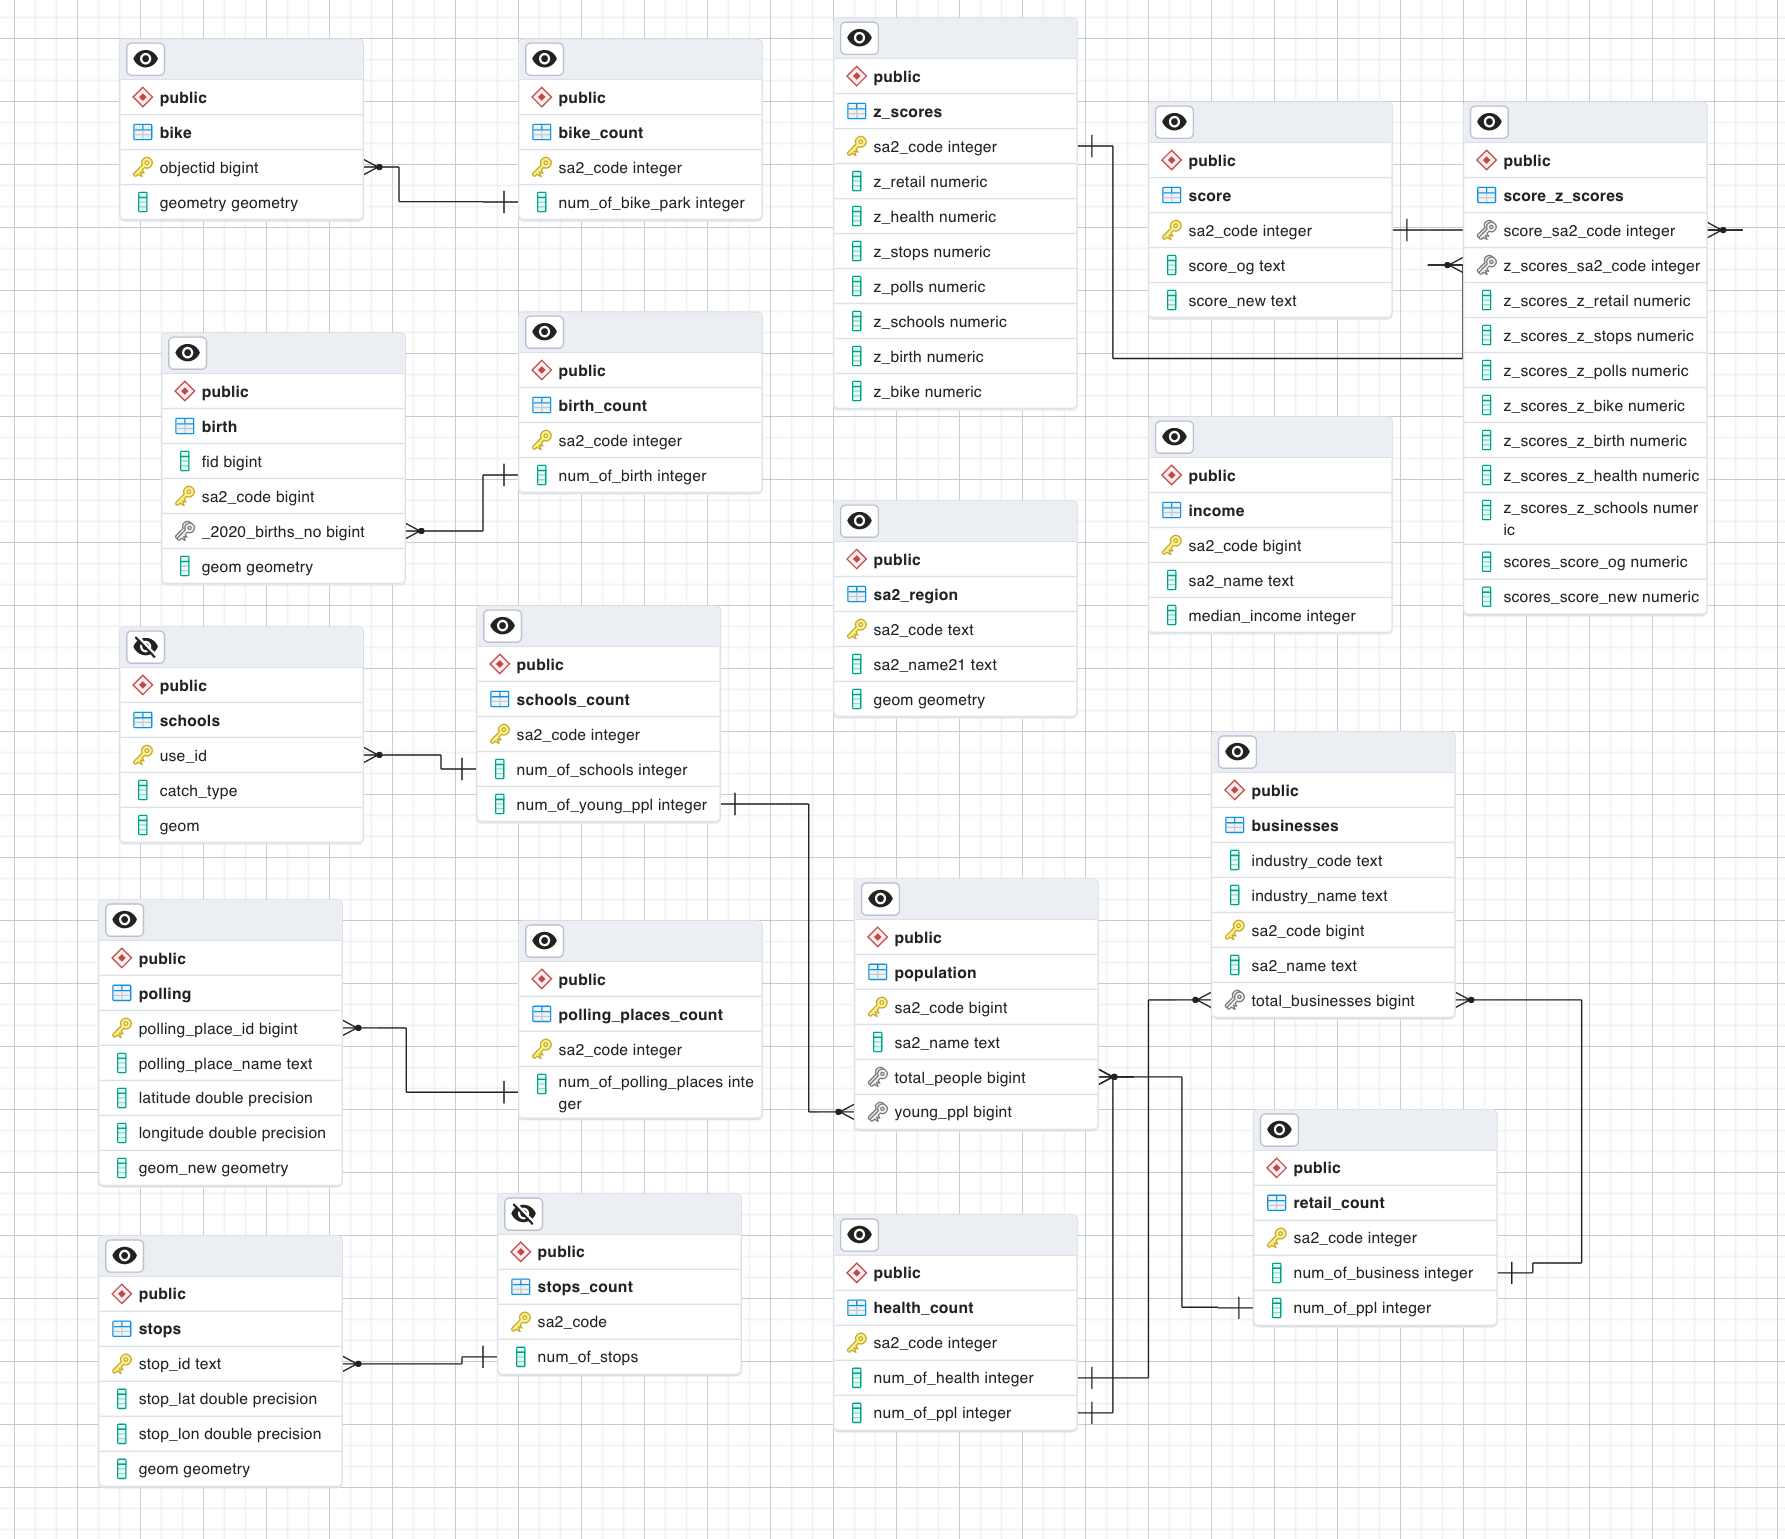 public
bike
objectid bigint
geometry geometry
public
bike_count
sa2_code integer
num_of_bike_park integer
public
z_scores
sa2_code integer
z_retail numeric
z_health numeric
z_stops numeric
z_polls numeric
z_schools numeric
z_birth numeric
z_bike numeric
public
score
sa2_code integer
score_og text
score_new text
public
score_z_scores
score_sa2_code integer
z_scores_sa2_code integer
z_scores_z_retail numeric
z_scores_z_stops numeric
z_scores_z_polls numeric
z_scores_z_bike numeric
z_scores_z_birth numeric
z_scores_z_health numeric
z_scores_z_schools numer
ic
scores_score_og numeric
scores_score_new numeric
public
birth
fid bigint
sa2_code bigint
_2020_births_no bigint
geom geometry
public
birth_count
sa2_code integer
num_of_birth integer
public
sa2_region
sa2_code text
sa2_name21 text
geom geometry
public
income
sa2_code bigint
sa2_name text
median_income integer
public
schools
use_id
catch_type
geom
public
schools_count
sa2_code integer
num_of_schools integer
num_of_young_ppl integer
public
businesses
industry_code text
industry_name text
sa2_code bigint
sa2_name text
total_businesses bigint
public
polling
polling_place_id bigint
polling_place_name text
latitude double precision
longitude double precision
geom_new geometry
public
polling_places_count
sa2_code integer
num_of_polling_places inte
ger
public
population
sa2_code bigint
sa2_name text
total_people bigint
young_ppl bigint
public
retail_count
sa2_code integer
num_of_business integer
num_of_ppl integer
public
stops
stop_id text
stop_lat double precision
stop_lon double precision
geom geometry
public
stops_count
sa2_code
num_of_stops
public
health_count
sa2_code integer
num_of_health integer
num_of_ppl integer